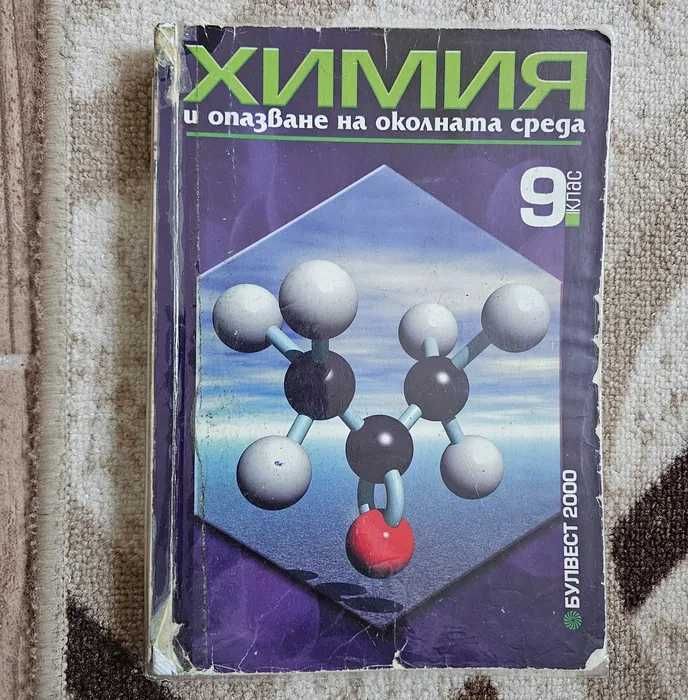 ХИМИЯ
и опазване на околната среда
9 клас
БУЛВЕСТ 2000